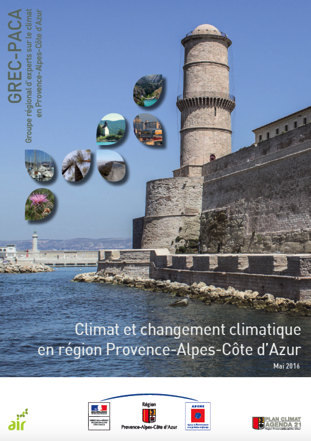 GREC-PACA
Groupe régional d'experts sur le climat
en Provence-Alpes-Côte d'Azur
Climat et changement climatique
en région Provence-Alpes-Côte d'Azur
Mai 2016
air
Région
Provence-Alpes-Côte d'Azur
ADEME
PLAN CLIMAT
AGENDA 21